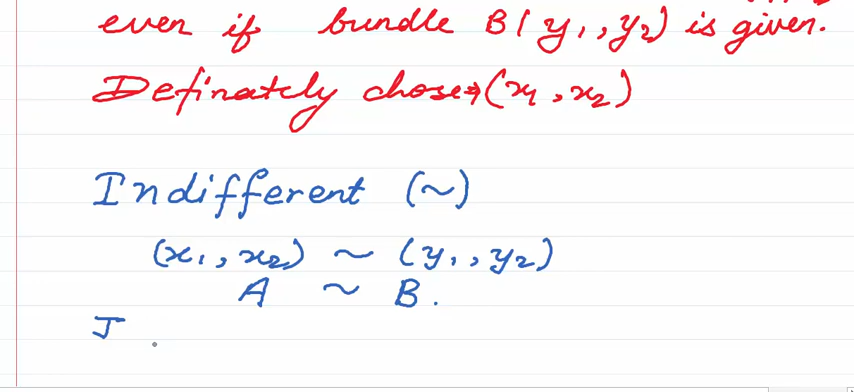 even if bundle B(y₁,y₂) is given.
Definately chose→(x₁,x₂)
Indifferent (~)
(x₁,x₂) ~ (y₁,y₂)
A ~ B.